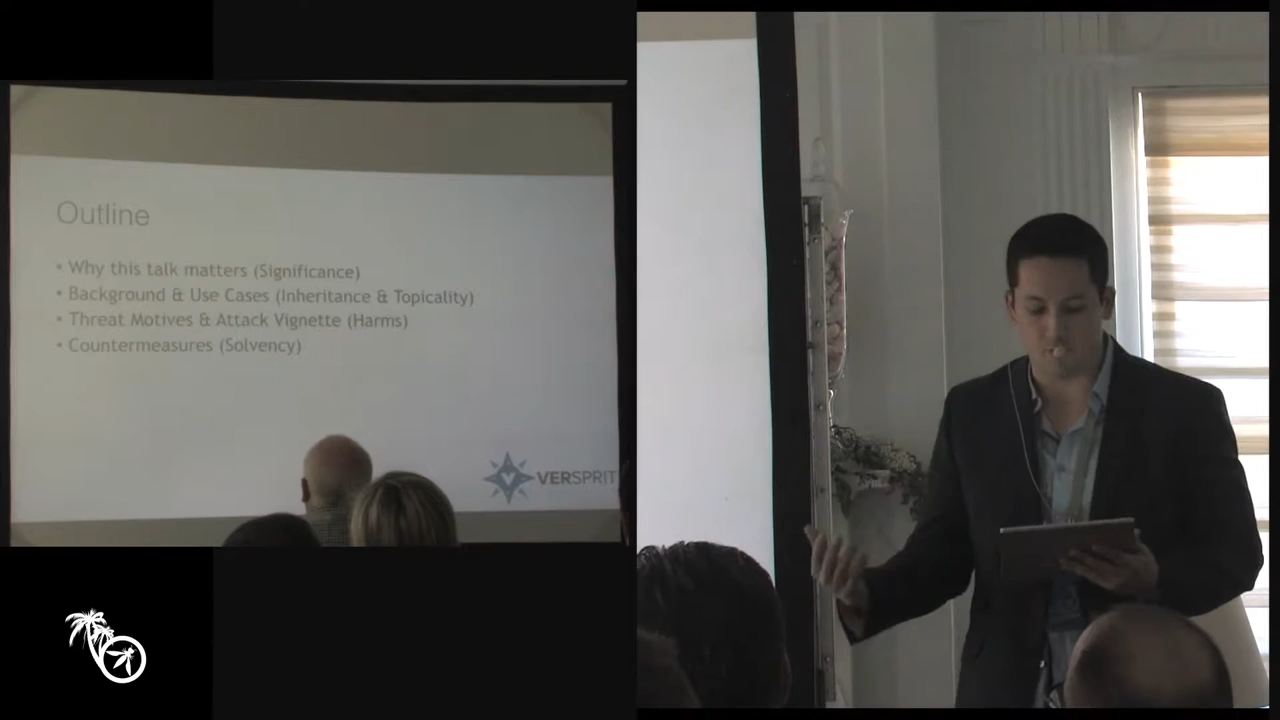 Outline
• Why this talk matters (Significance)
• Background & Use Cases (Inheritance & Topicality)
• Threat Motives & Attack Vignette (Harms)
• Countermeasures (Solvency)
VERSPRIT